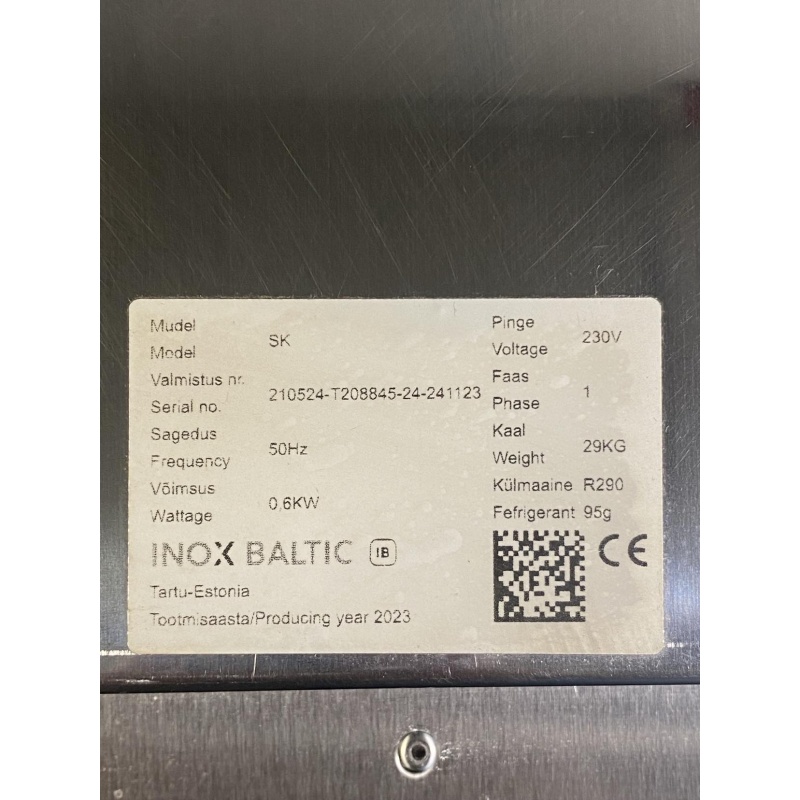 Mudel
Model
SK
Valmistus nr.
Serial no.
210524-T208845-24-241123
Sagedus
Frequency
50Hz
Võimsus
Wattage
0,6KW
Pinge
Voltage
230V
Faas
Phase
1
Kaal
Weight
29KG
Külmaaine R290
Fefrigerant 95g
INOX BALTIC IB
CE
Tartu-Estonia
Tootmisaasta/Producing year 2023